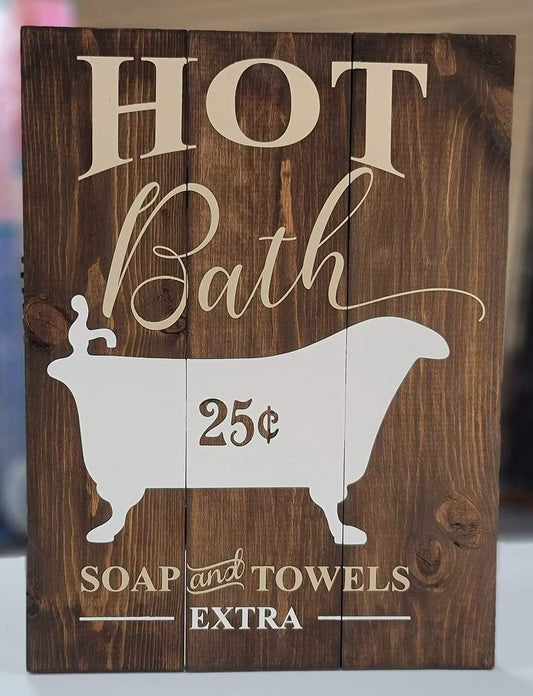 HOT
Bath
25¢
SOAP and TOWELS
EXTRA